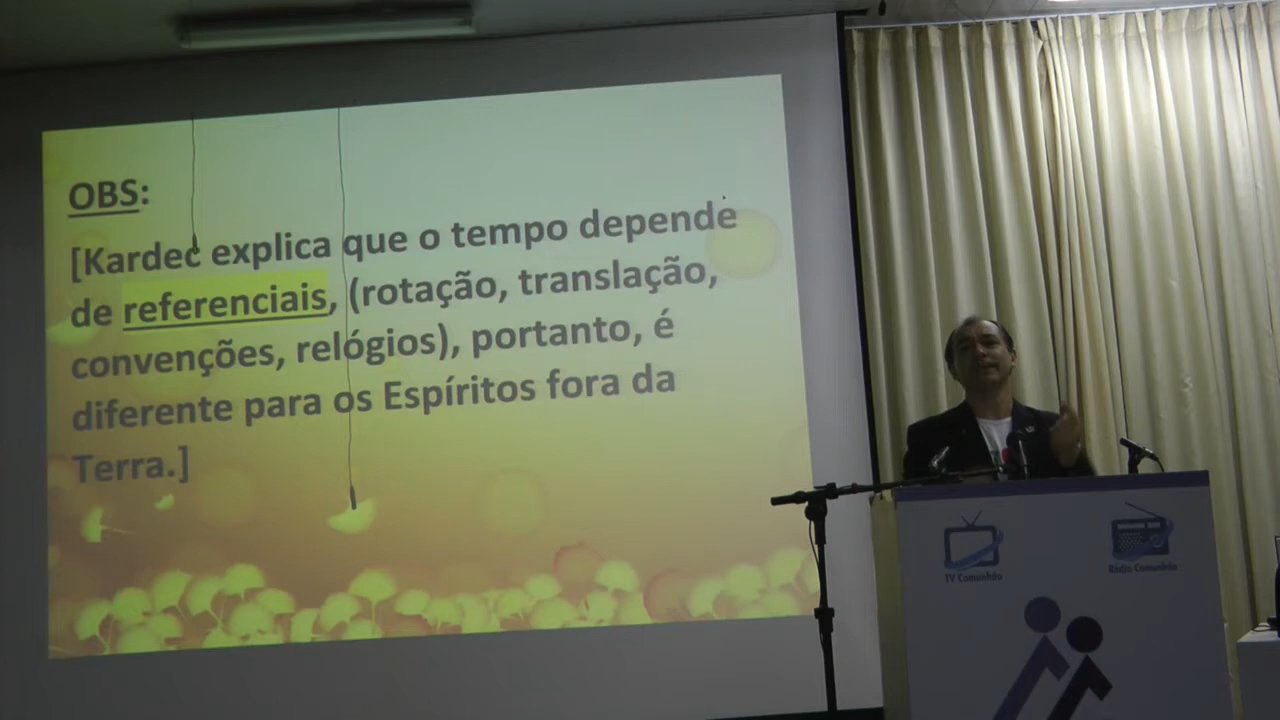 OBS:
[Kardec explica que o tempo depende
de referenciais, (rotação, translação,
convenções, relógios), portanto, é
diferente para os Espíritos fora da
Terra.]
TV Comunhão
Rádio Comunhão